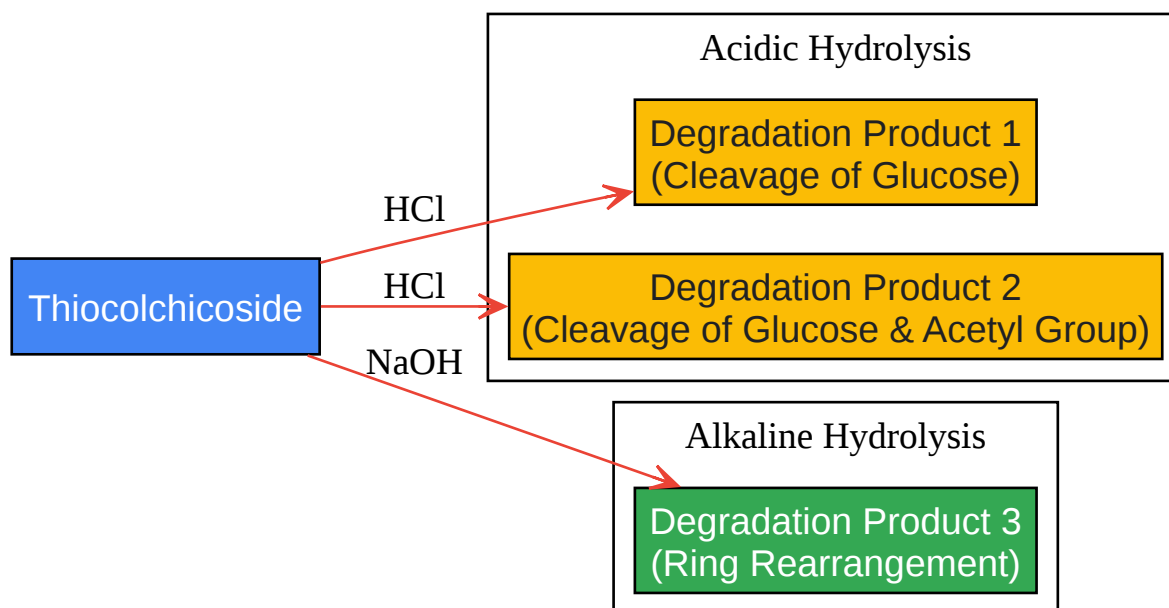 Acidic Hydrolysis
Degradation Product 1
(Cleavage of Glucose)
HCl
Thiocolchicoside
HCl
Degradation Product 2
(Cleavage of Glucose & Acetyl Group)
NaOH
Alkaline Hydrolysis
Degradation Product 3
(Ring Rearrangement)